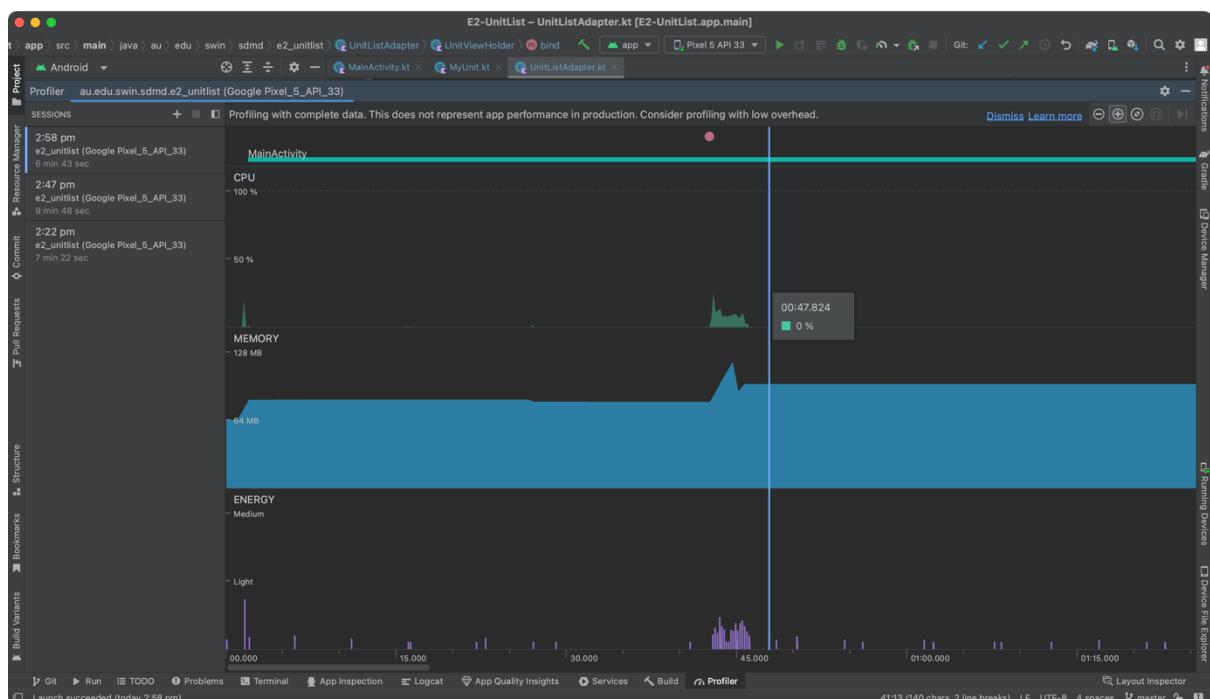 E2-UnitList – UnitListAdapter.kt [E2-UnitList.app.main]
t app src main java au edu swin sdmd e2_unitlist UnitListAdapter UnitViewHolder bind app Pixel 5 API 33 Git:
Project
Android
MainActivity.kt MyUnit.kt UnitListAdapter.kt
Profiler au.edu.swin.sdmd.e2_unitlist (Google Pixel_5_API_33)
SESSIONS
Profiling with complete data. This does not represent app performance in production. Consider profiling with low overhead. Dismiss Learn more
2:58 pm
e2_unitlist (Google Pixel_5_API_33)
6 min 43 sec
2:47 pm
e2_unitlist (Google Pixel_5_API_33)
9 min 48 sec
2:22 pm
e2_unitlist (Google Pixel_5_API_33)
7 min 22 sec
Resource Manager
Commit
Pull Requests
Structure
Bookmarks
Build Variants
MainActivity
CPU
100 %
50 %
00:47.824
0 %
MEMORY
128 MB
64 MB
ENERGY
Medium
Light
00.000 15.000 30.000 45.000 01:00.000 01:15.000
Notifications
Gradle
Device Manager
Running Devices
Device File Explorer
Git Run TODO Problems Terminal App Inspection Logcat App Quality Insights Services Build Profiler Layout Inspector
Launch succeeded (today 2:58 pm) 41:13 (140 chars, 2 line breaks) LF UTF-8 4 spaces master